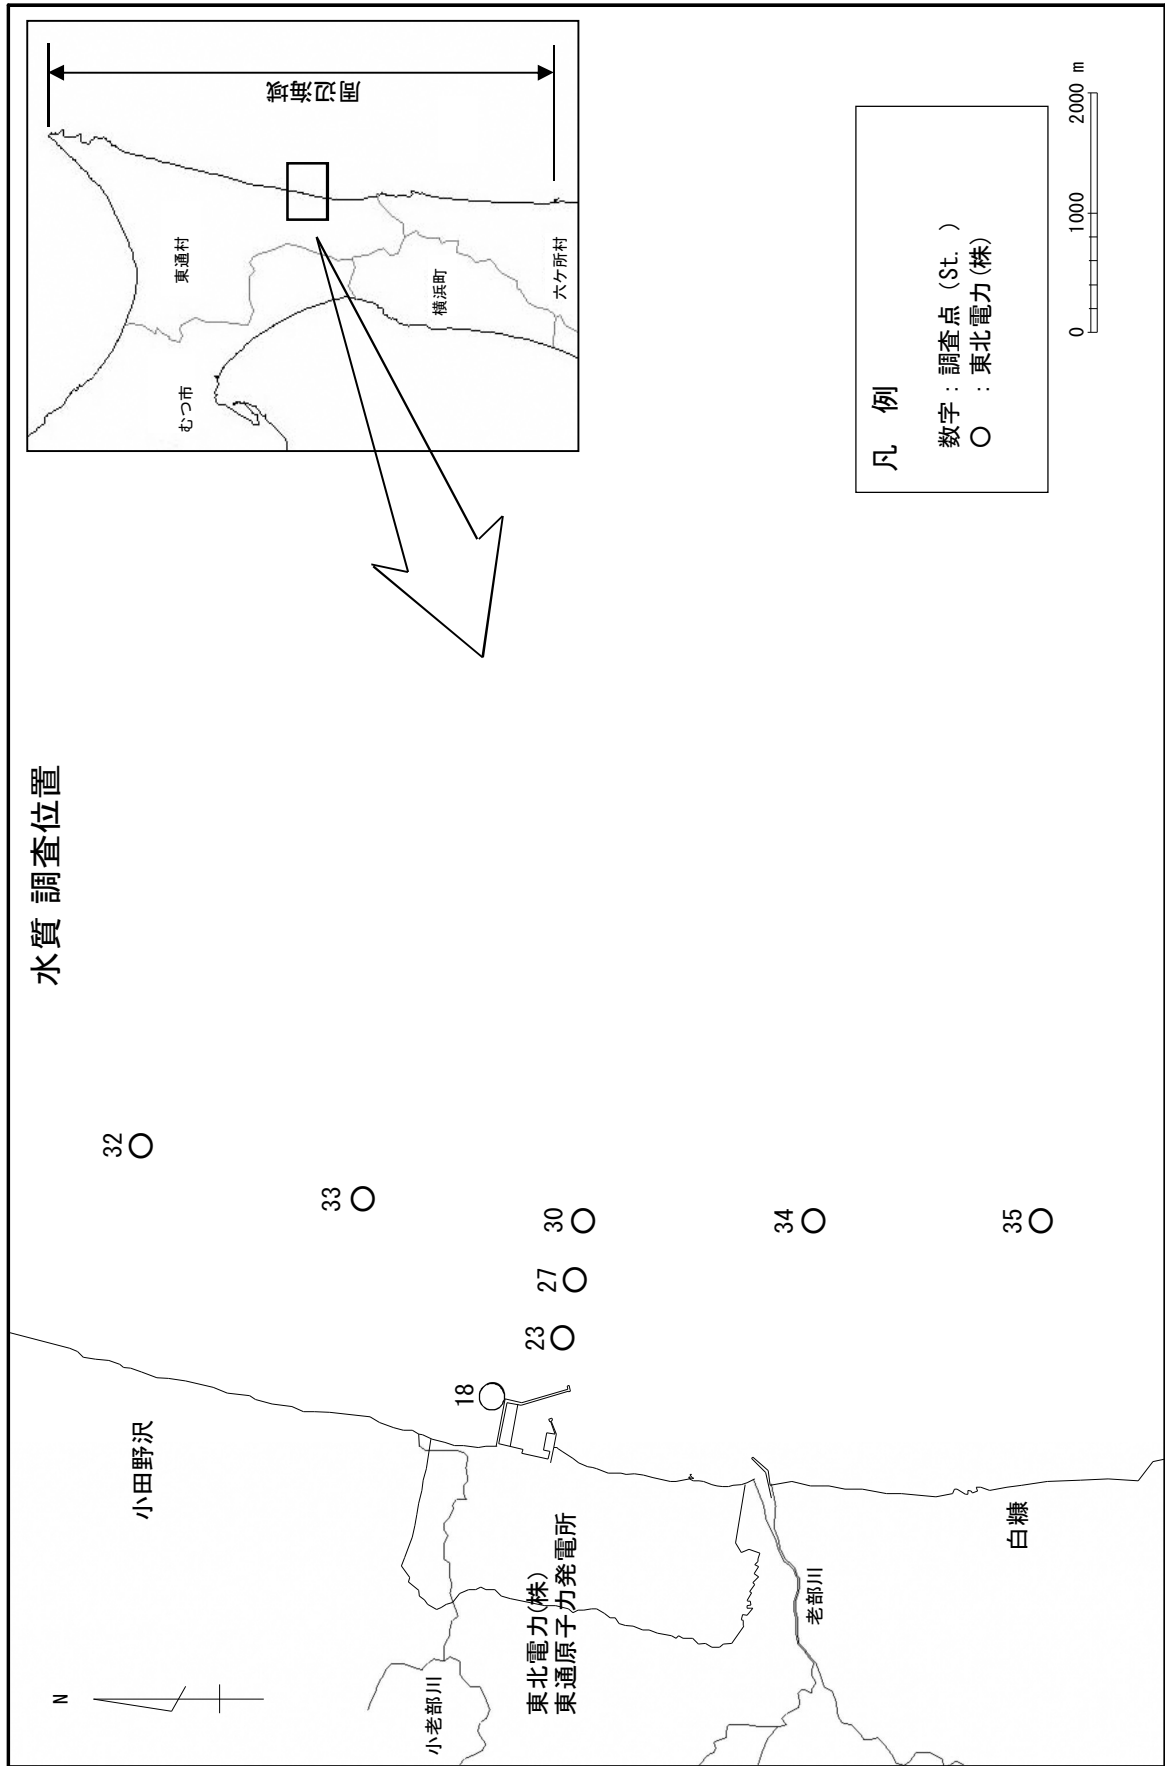 水質 調査位置
N
小田野沢
小老部川
東北電力(株)
東通原子力発電所
老部川
白糠
18
23
27
30
32
33
34
35
周辺海域
むつ市
東通村
横浜町
六ケ所村
凡 例
数字：調査点 (St. )
○ ：東北電力(株)
0 1000 2000 m